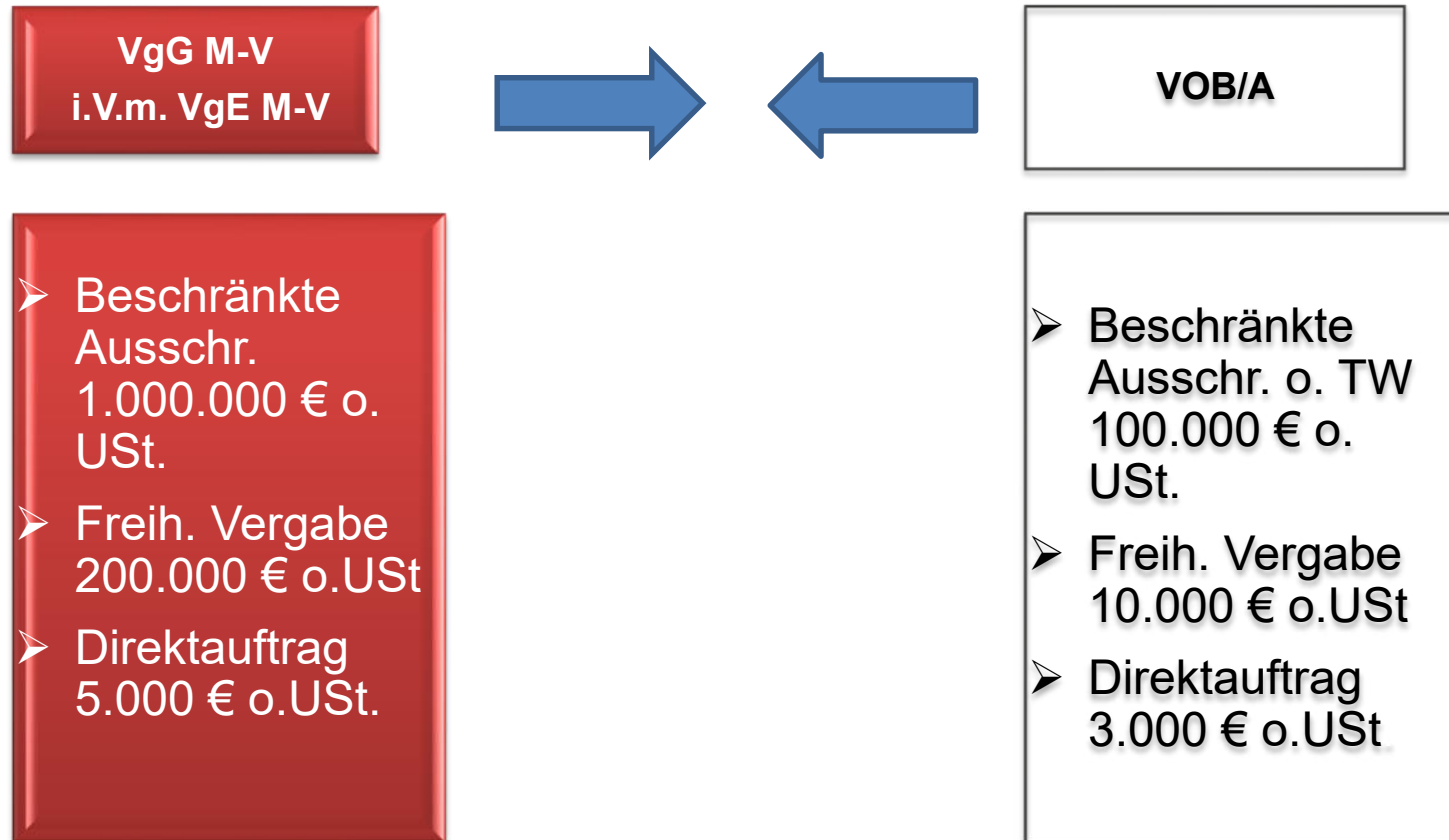 VgG M-V
i.V.m. VgE M-V
VOB/A
➢ Beschränkte
Ausschr.
1.000.000 € o.
USt.
➢ Freih. Vergabe
200.000 € o.USt
➢ Direktauftrag
5.000 € o.USt.
➢ Beschränkte
Ausschr. o. TW
100.000 € o.
USt.
➢ Freih. Vergabe
10.000 € o.USt
➢ Direktauftrag
3.000 € o.USt.